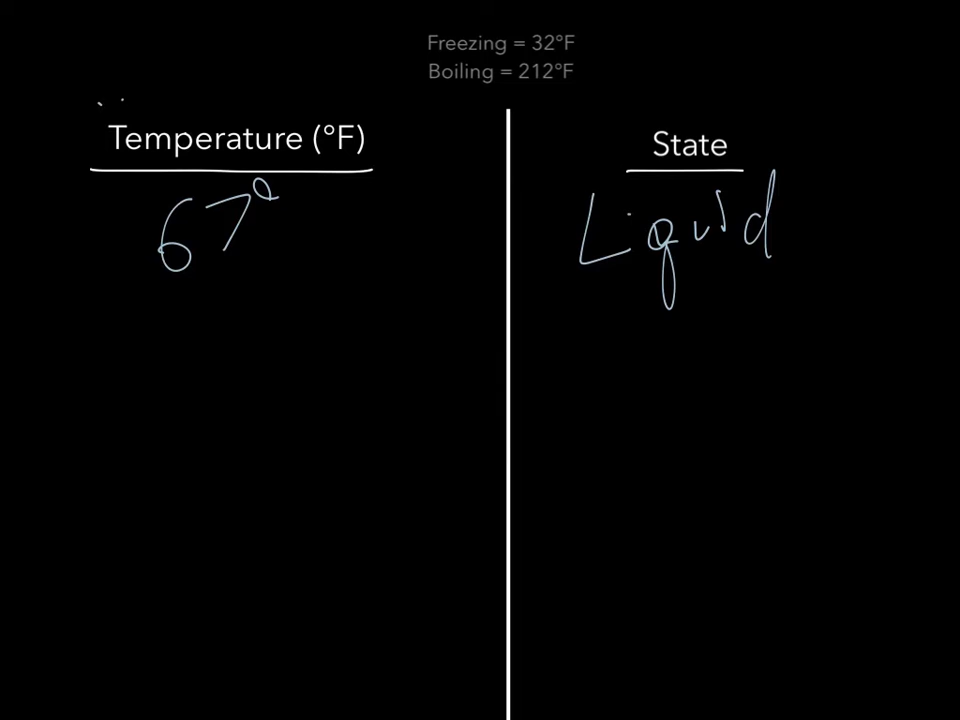 Freezing = 32°F
Boiling = 212°F
Temperature (°F)
State
67°
Liquid